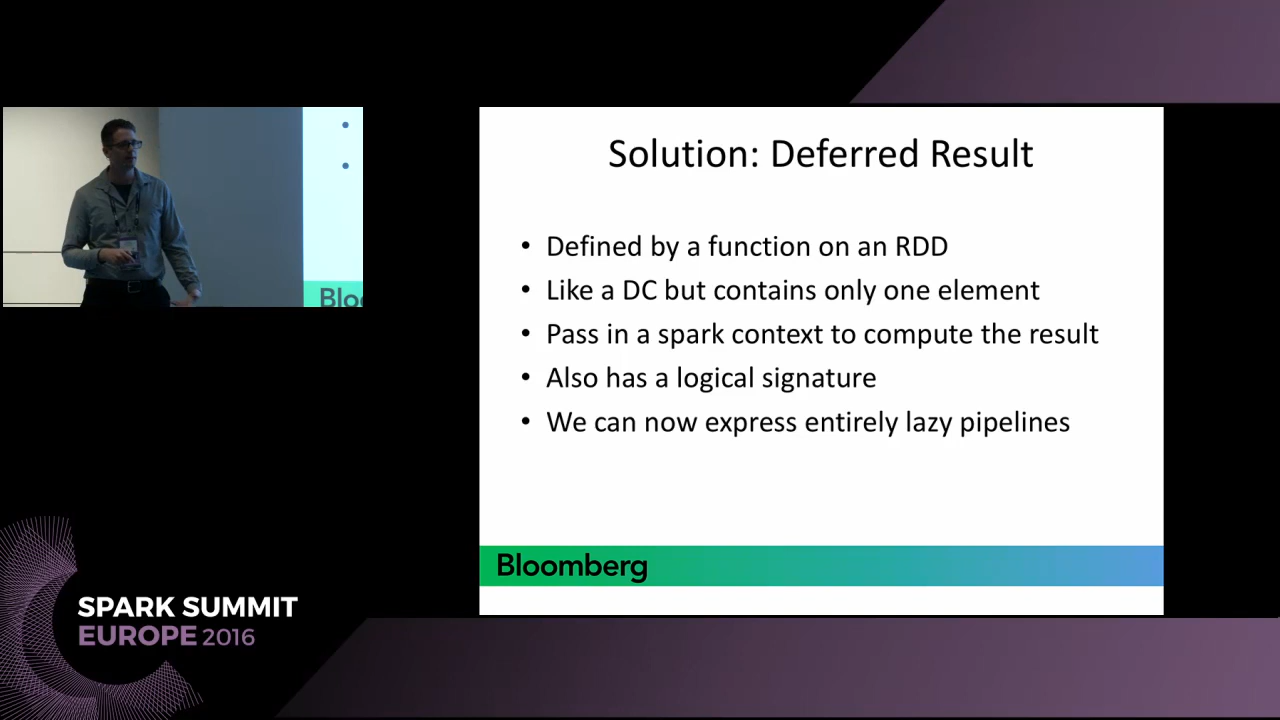 Solution: Deferred Result
• Defined by a function on an RDD
• Like a DC but contains only one element
• Pass in a spark context to compute the result
• Also has a logical signature
• We can now express entirely lazy pipelines
Bloomberg
Bloo
SPARK SUMMIT
EUROPE 2016